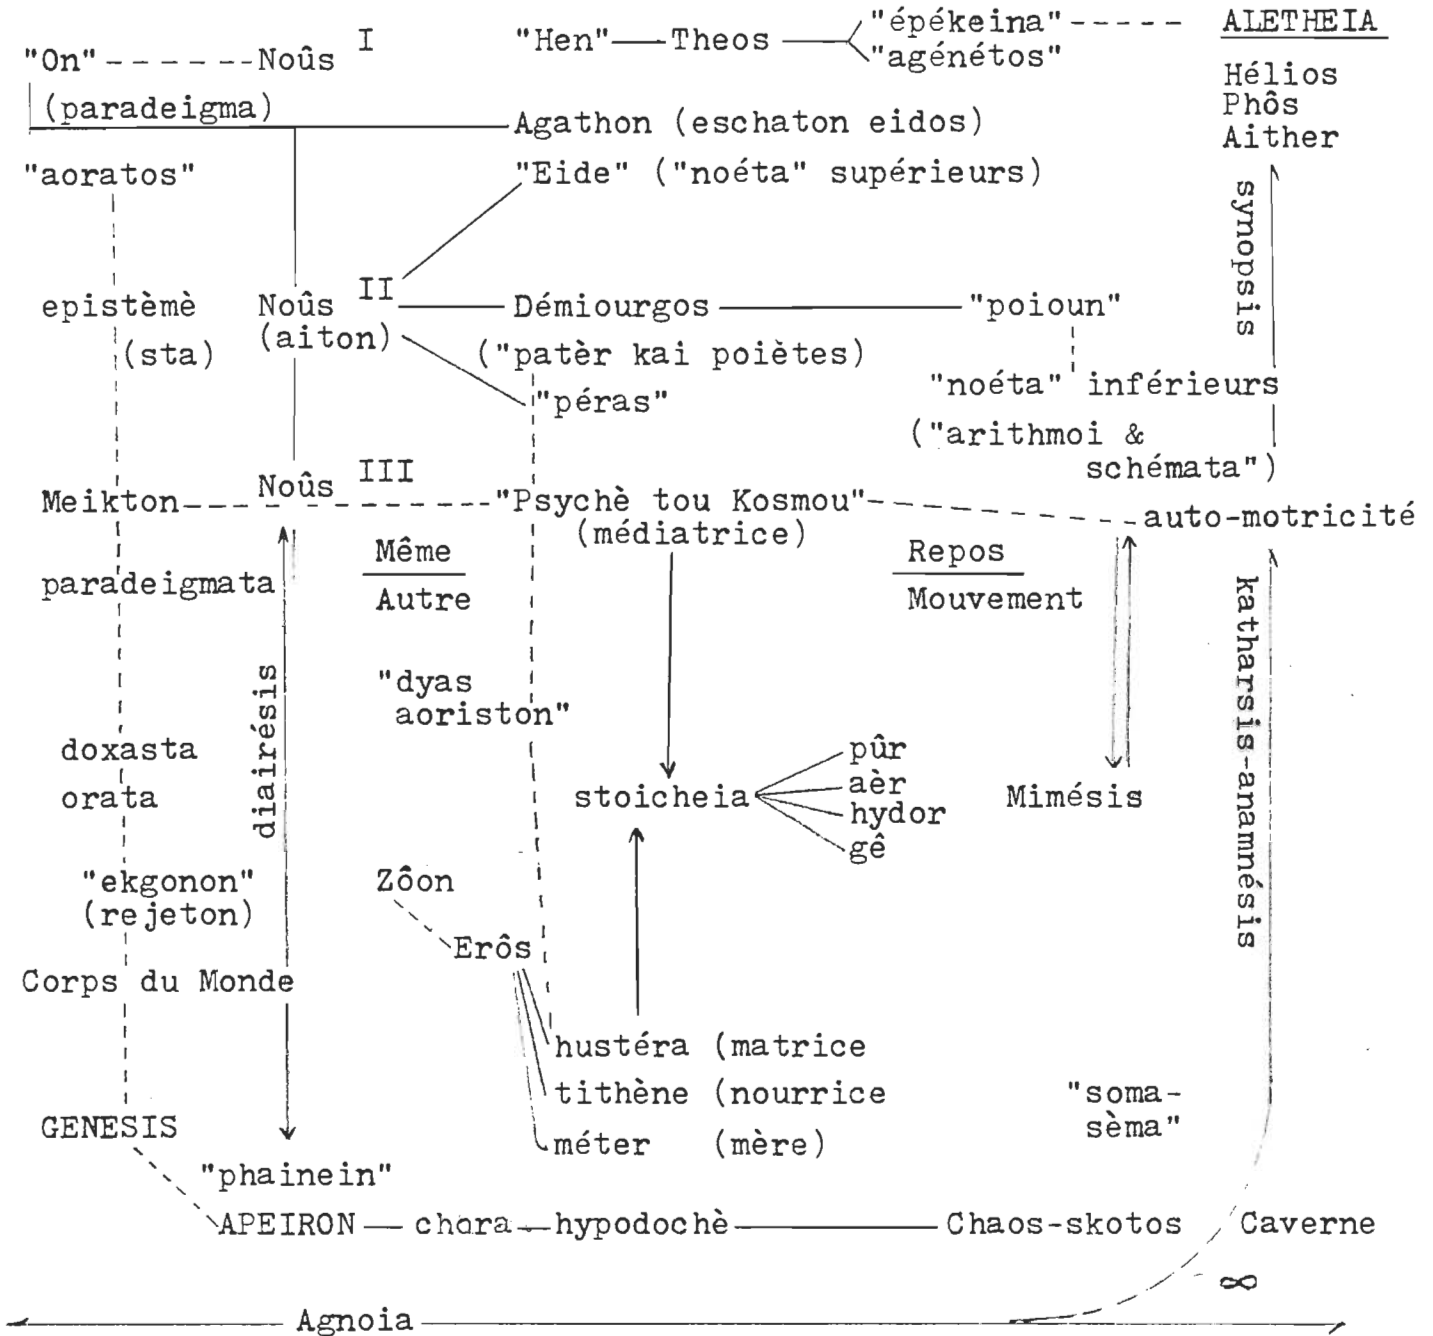 "épékeina" ALETHEIA
"On" Noûs I "Hen" Theos "agénétos"
Hélios
(paradeigma) Phôs
Agathon (eschaton eidos) Aither
"aoratos" "Eide" ("noéta" supérieurs)
synopsis
epistèmè Noûs II Démiourgos "poioun"
(sta) (aiton) ("patèr kai poiètes)
"péras" "noéta" inférieurs
("arithmoi &
schémata")
Meikton Noûs III "Psychè tou Kosmou" auto-motricité
(médiatrice)
Même Repos
paradeigmata Autre Mouvement
katharsis-anamnésis
diairésis
"dyas
aoriston"
doxasta pûr
orata stoicheia aèr Mimésis
hydor
gê
"ekgonon" Zôon
(rejeton)
Erôs
Corps du Monde
hustéra (matrice
tithène (nourrice "soma-
GENESIS méter (mère) sèma"
"phainein"
APEIRON chora hypodochè Chaos-skotos Caverne
∞
Agnoia